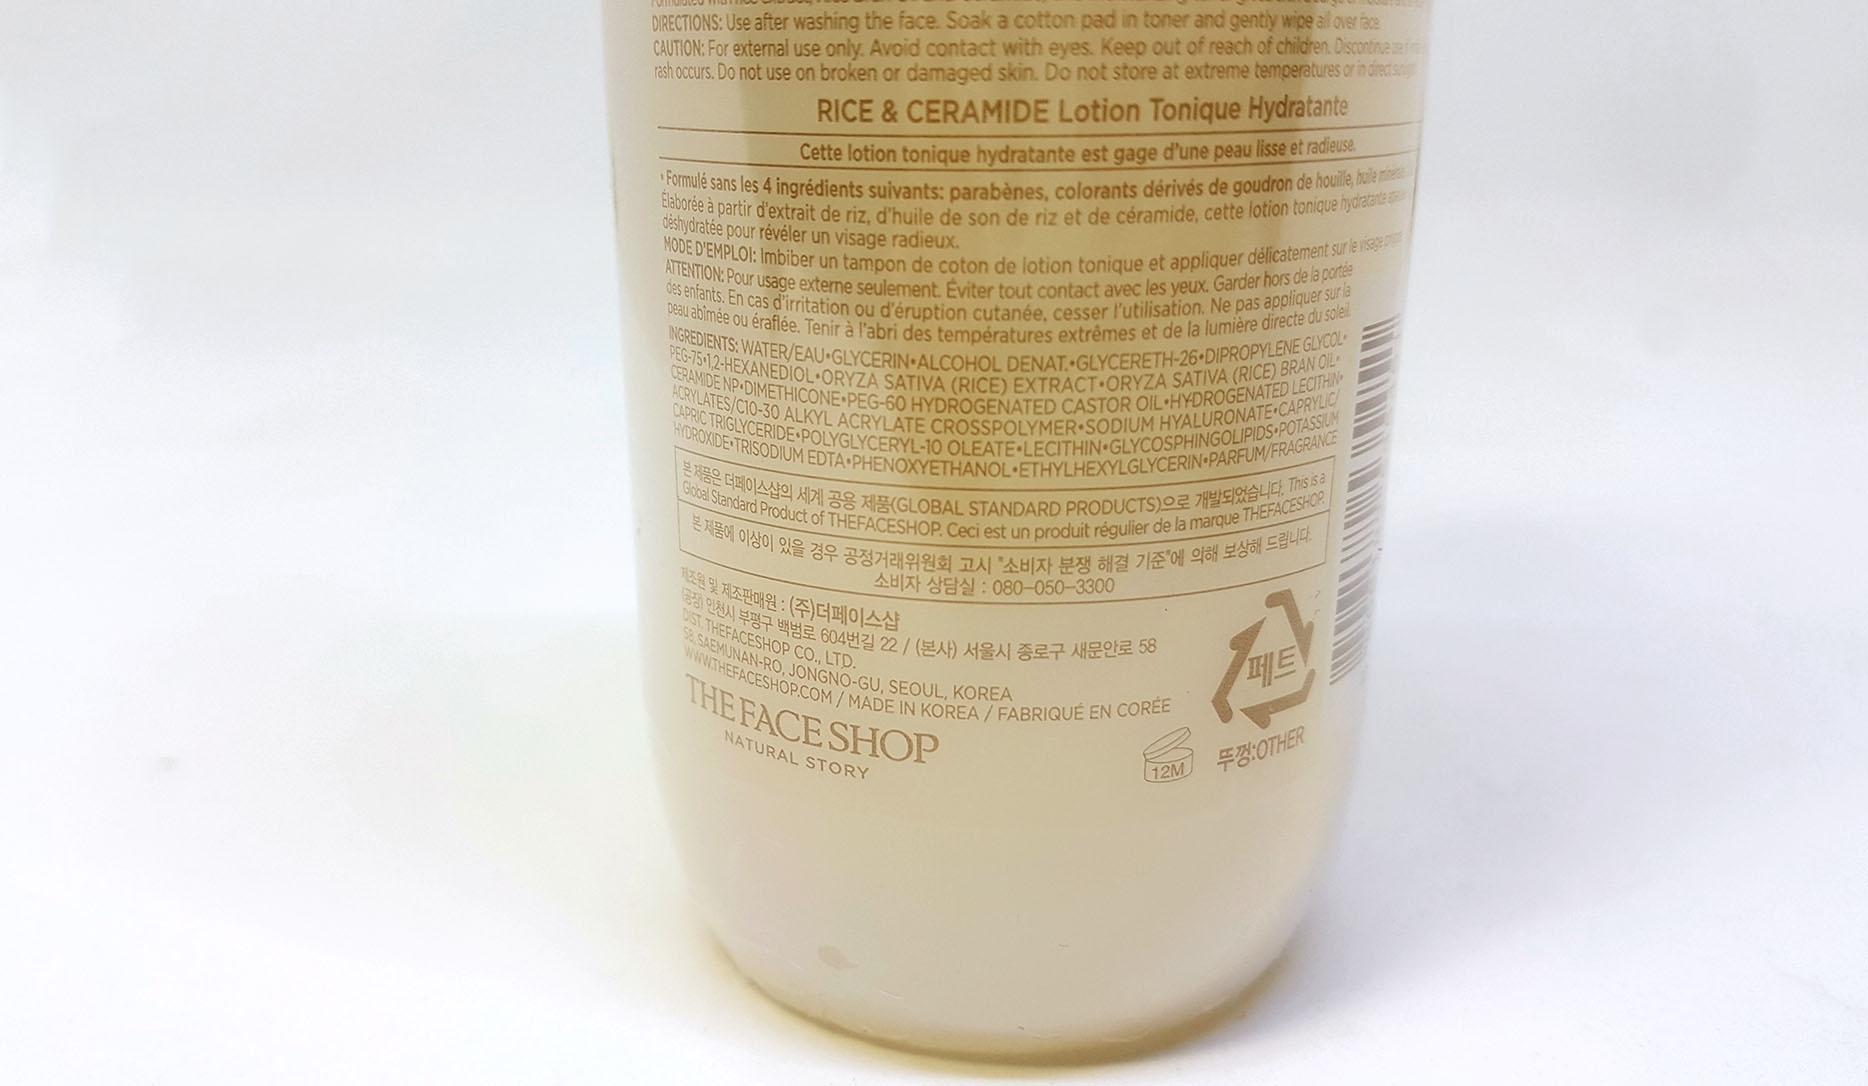 DIRECTIONS: Use after washing the face. Soak a cotton pad in toner and gently wipe all over face.
CAUTION: For external use only. Avoid contact with eyes. Keep out of reach of children. Discontinue use if
rash occurs. Do not use on broken or damaged skin. Do not store at extreme temperatures or in direct sunlight.
RICE & CERAMIDE Lotion Tonique Hydratante
Cette lotion tonique hydratante est gage d'une peau lisse et radieuse.
* Formulé sans les 4 ingrédients suivants: parabènes, colorants dérivés de goudron de houille, huile minérale,
Élaborée à partir d'extrait de riz, d'huile de son de riz et de céramide, cette lotion tonique hydratante
déshydratée pour révéler un visage radieux.
MODE D'EMPLOI: Imbiber un tampon de coton de lotion tonique et appliquer délicatement sur le visage propre.
ATTENTION: Pour usage externe seulement. Éviter tout contact avec les yeux. Garder hors de la portée
des enfants. En cas d'irritation ou d'éruption cutanée, cesser l'utilisation. Ne pas appliquer sur la
peau abîmée ou éraflée. Tenir à l'abri des températures extrêmes et de la lumière directe du soleil.
INGREDIENTS: WATER/EAU•GLYCERIN•ALCOHOL DENAT.•GLYCERETH-26•DIPROPYLENE GLYCOL•
PEG-75•1,2-HEXANEDIOL•ORYZA SATIVA (RICE) EXTRACT•ORYZA SATIVA (RICE) BRAN OIL•
CERAMIDE NP•DIMETHICONE•PEG-60 HYDROGENATED CASTOR OIL•HYDROGENATED LECITHIN•
ACRYLATES/C10-30 ALKYL ACRYLATE CROSSPOLYMER•SODIUM HYALURONATE•CAPRYLIC/
CAPRIC TRIGLYCERIDE•POLYGLYCERYL-10 OLEATE•LECITHIN•GLYCOSPHINGOLIPIDS•POTASSIUM
HYDROXIDE•TRISODIUM EDTA•PHENOXYETHANOL•ETHYLHEXYLGLYCERIN•PARFUM/FRAGRANCE
본 제품은 더페이스샵의 세계 공용 제품(GLOBAL STANDARD PRODUCTS)으로 개발되었습니다. This is a
Global Standard Product of THEFACESHOP. Ceci est un produit régulier de la marque THEFACESHOP.
본 제품에 이상이 있을 경우 공정거래위원회 고시 "소비자 분쟁 해결 기준"에 의해 보상해 드립니다.
소비자 상담실 : 080-050-3300
제조원 및 제조판매원 : (주)더페이스샵
(공장) 인천시 부평구 백범로 604번길 22 / (본사) 서울시 종로구 새문안로 58
DIST. THEFACESHOP CO., LTD.
58, SAEMUNAN-RO, JONGNO-GU, SEOUL, KOREA
WWW.THEFACESHOP.COM / MADE IN KOREA / FABRIQUÉ EN CORÉE
THE FACE SHOP
NATURAL STORY
12M
페트
뚜껑:OTHER